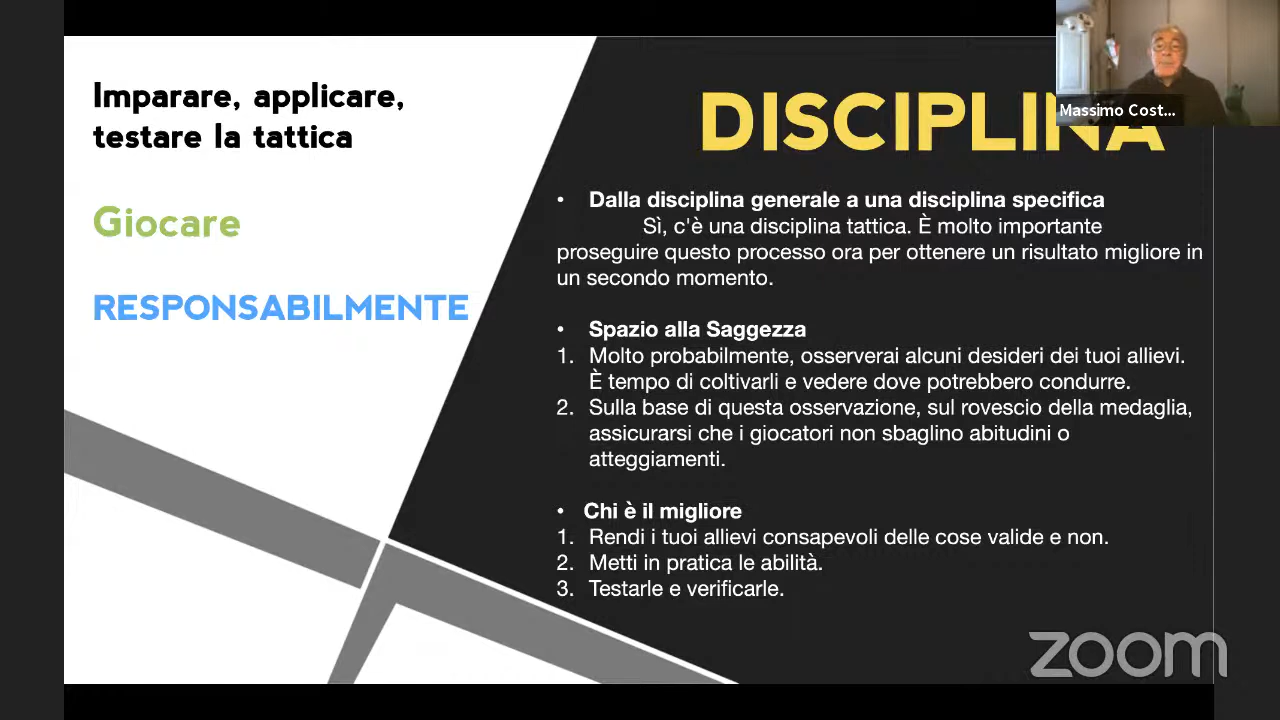 Imparare, applicare,
testare la tattica
Giocare
RESPONSABILMENTE
DISCIPLINA
Massimo Cost...
• Dalla disciplina generale a una disciplina specifica
Sì, c'è una disciplina tattica. È molto importante
proseguire questo processo ora per ottenere un risultato migliore in
un secondo momento.
• Spazio alla Saggezza
1. Molto probabilmente, osserverai alcuni desideri dei tuoi allievi.
È tempo di coltivarli e vedere dove potrebbero condurre.
2. Sulla base di questa osservazione, sul rovescio della medaglia,
assicurarsi che i giocatori non sbaglino abitudini o
atteggiamenti.
• Chi è il migliore
1. Rendi i tuoi allievi consapevoli delle cose valide e non.
2. Metti in pratica le abilità.
3. Testarle e verificarle.
zoom